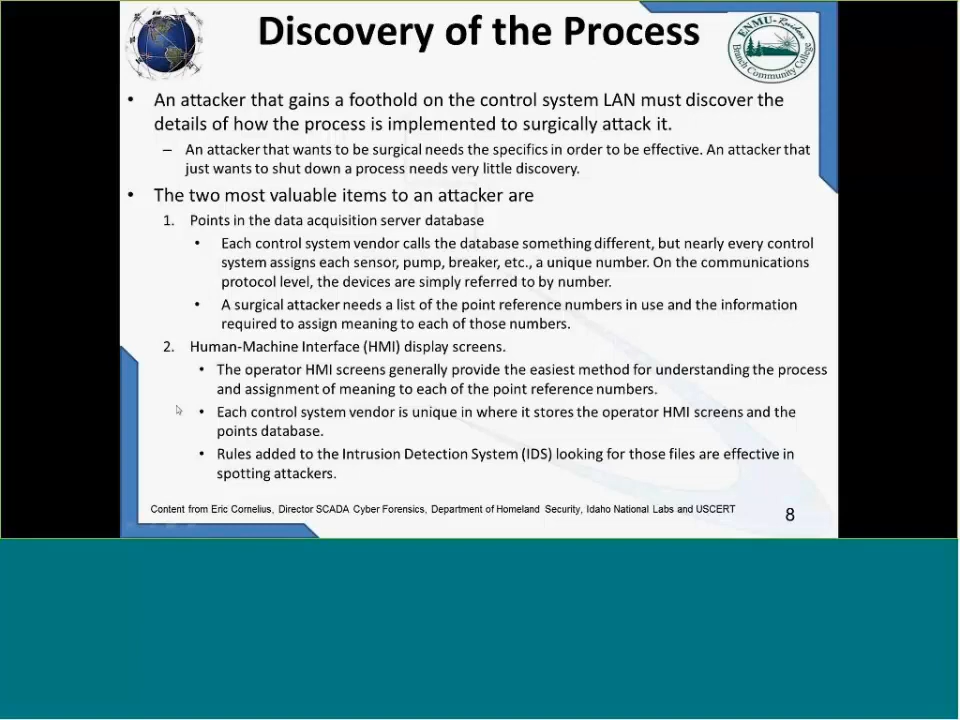 Discovery of the Process
ENMU-Ruidoso
Branch Community College
• An attacker that gains a foothold on the control system LAN must discover the
details of how the process is implemented to surgically attack it.
– An attacker that wants to be surgical needs the specifics in order to be effective. An attacker that
just wants to shut down a process needs very little discovery.
• The two most valuable items to an attacker are
1. Points in the data acquisition server database
• Each control system vendor calls the database something different, but nearly every control
system assigns each sensor, pump, breaker, etc., a unique number. On the communications
protocol level, the devices are simply referred to by number.
• A surgical attacker needs a list of the point reference numbers in use and the information
required to assign meaning to each of those numbers.
2. Human-Machine Interface (HMI) display screens.
• The operator HMI screens generally provide the easiest method for understanding the process
and assignment of meaning to each of the point reference numbers.
• Each control system vendor is unique in where it stores the operator HMI screens and the
points database.
• Rules added to the Intrusion Detection System (IDS) looking for those files are effective in
spotting attackers.
Content from Eric Cornelius, Director SCADA Cyber Forensics, Department of Homeland Security, Idaho National Labs and USCERT
8